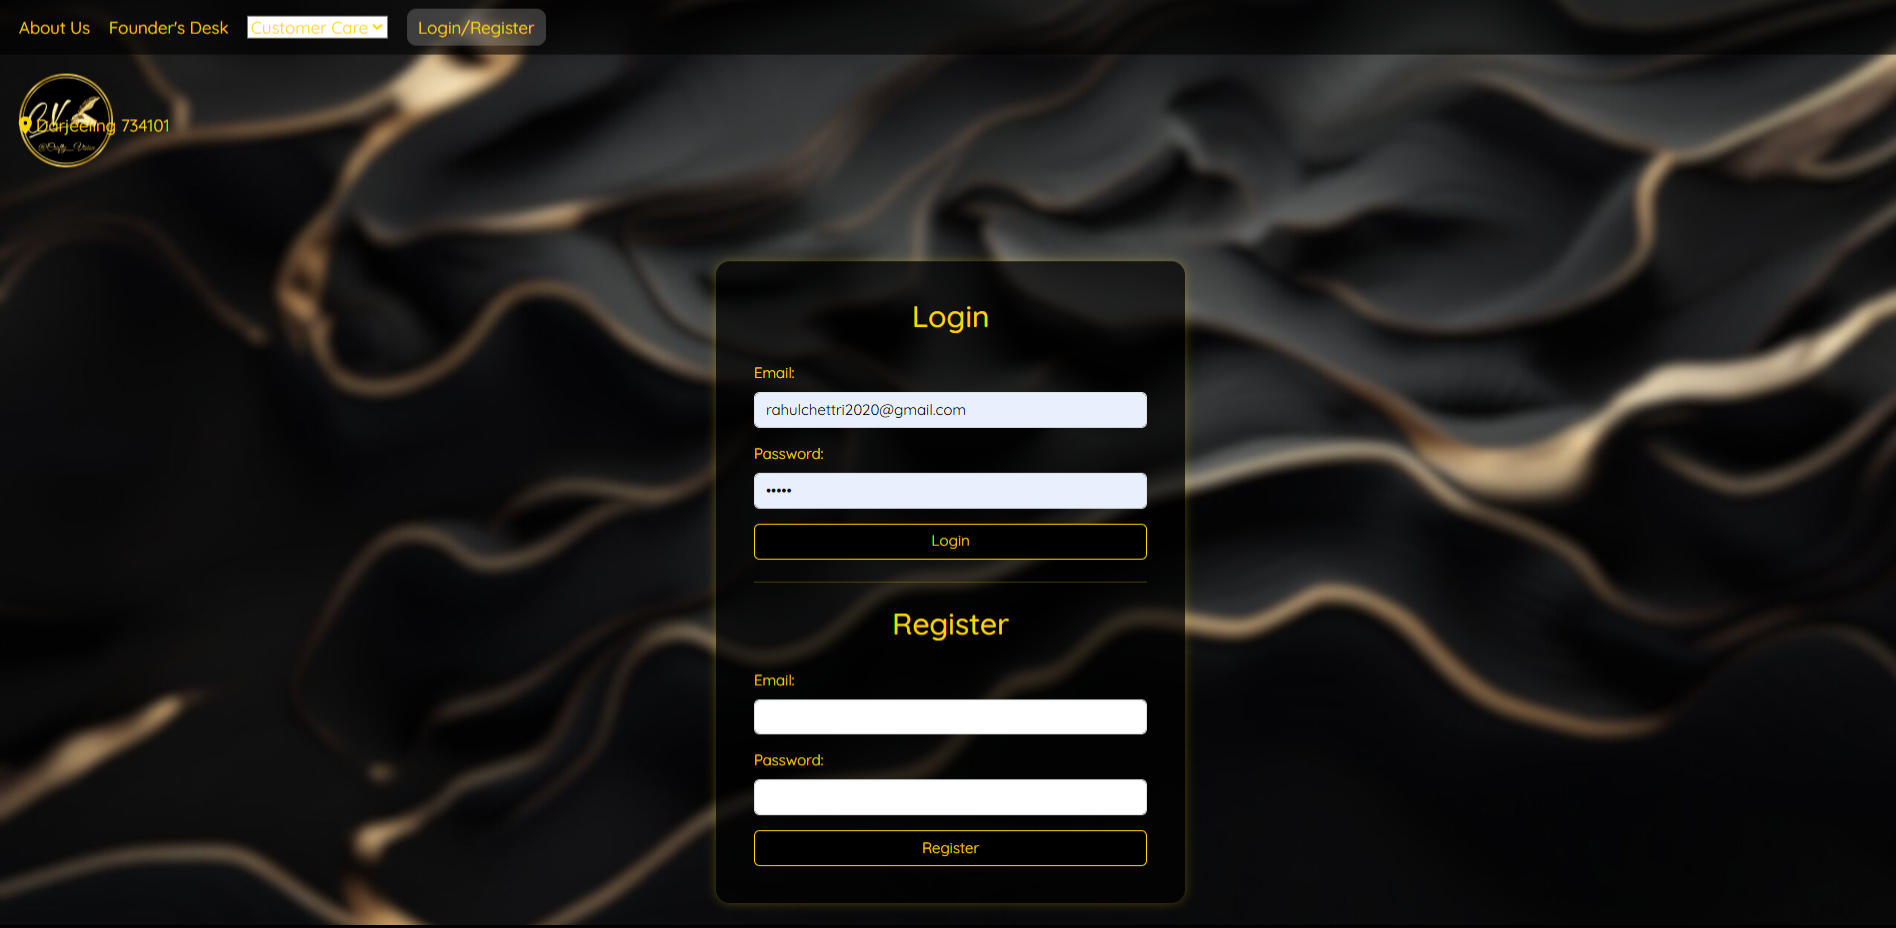 About Us Founder's Desk Customer Care Login/Register
C.V.
Darjeeling 734101
@Crafty_Vision
Login
Email:
rahulchettri2020@gmail.com
Password:
•••••
Login
Register
Email:
Password:
Register